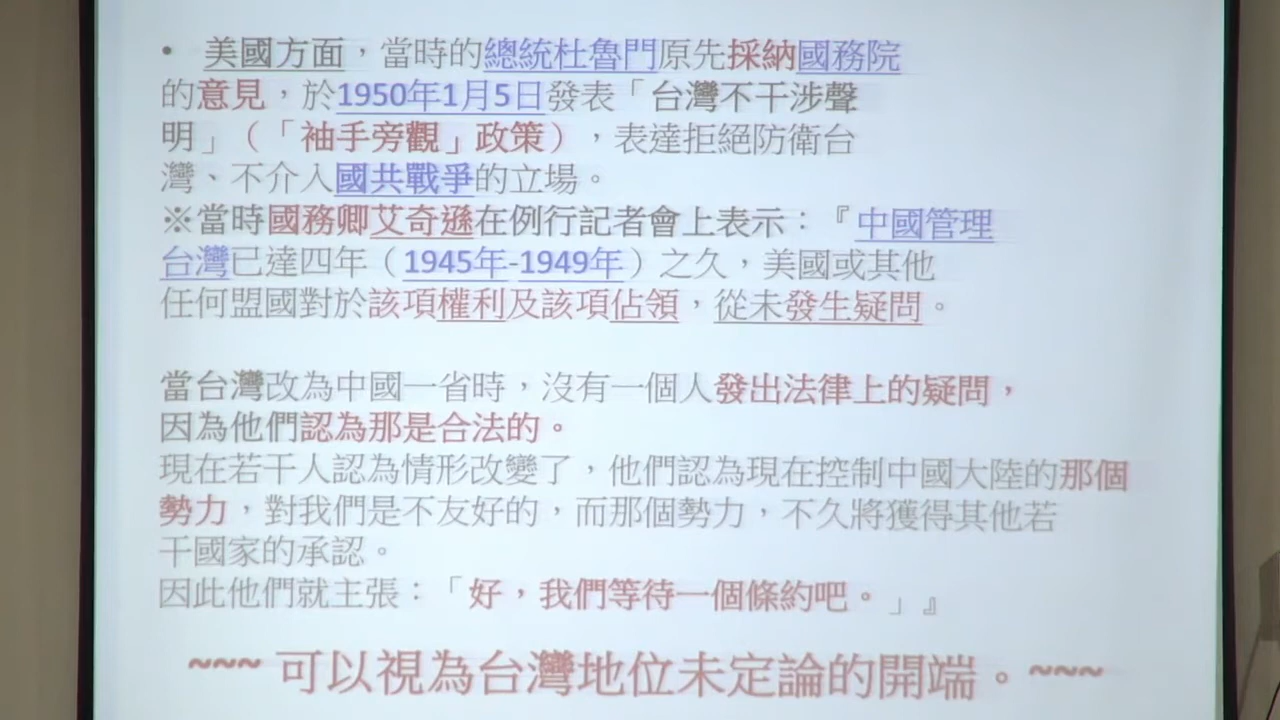 • 美國方面，當時的總統杜魯門原先採納國務院
的意見，於1950年1月5日發表「台灣不干涉聲
明」（「袖手旁觀」政策），表達拒絕防衛台
灣、不介入國共戰爭的立場。
※當時國務卿艾奇遜在例行記者會上表示：『中國管理
台灣已達四年（1945年-1949年）之久，美國或其他
任何盟國對於該項權利及該項佔領，從未發生疑問。
當台灣改為中國一省時，沒有一個人發出法律上的疑問，
因為他們認為那是合法的。
現在若干人認為情形改變了，他們認為現在控制中國大陸的那個
勢力，對我們是不友好的，而那個勢力，不久將獲得其他若
干國家的承認。
因此他們就主張：「好，我們等待一個條約吧。」』
~~~ 可以視為台灣地位未定論的開端。~~~